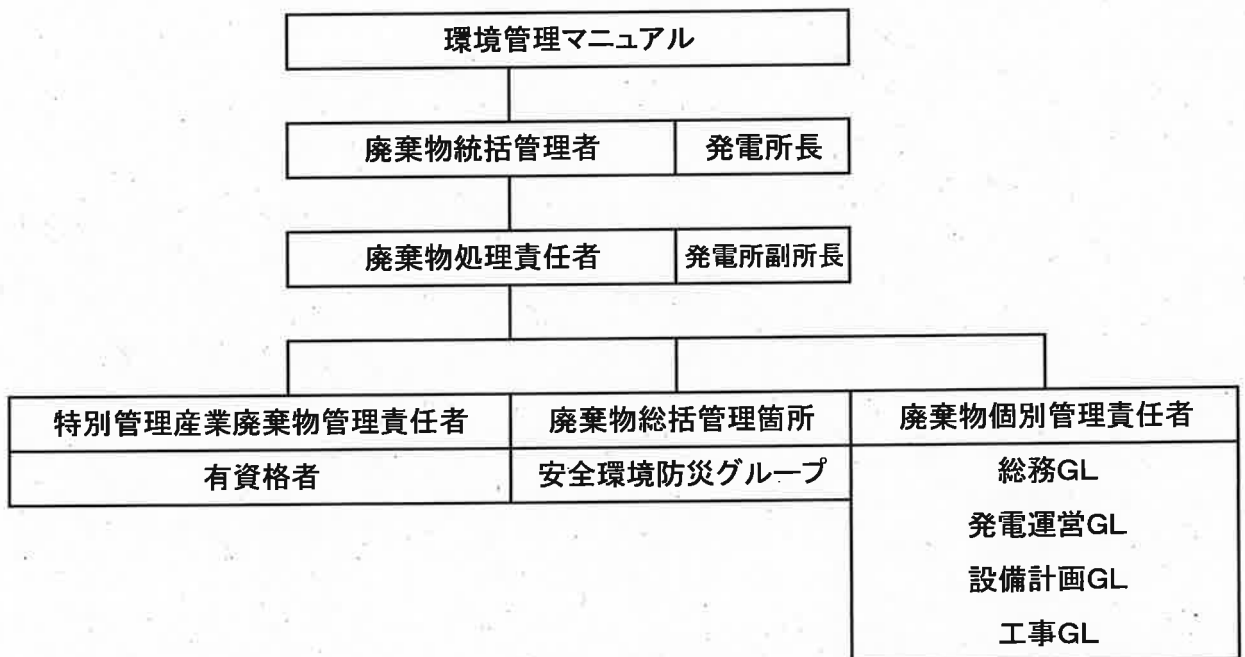 環境管理マニュアル
廃棄物統括管理者 発電所長
廃棄物処理責任者 発電所副所長
特別管理産業廃棄物管理責任者 廃棄物総括管理箇所 廃棄物個別管理責任者
有資格者 安全環境防災グループ 総務GL
発電運営GL
設備計画GL
工事GL